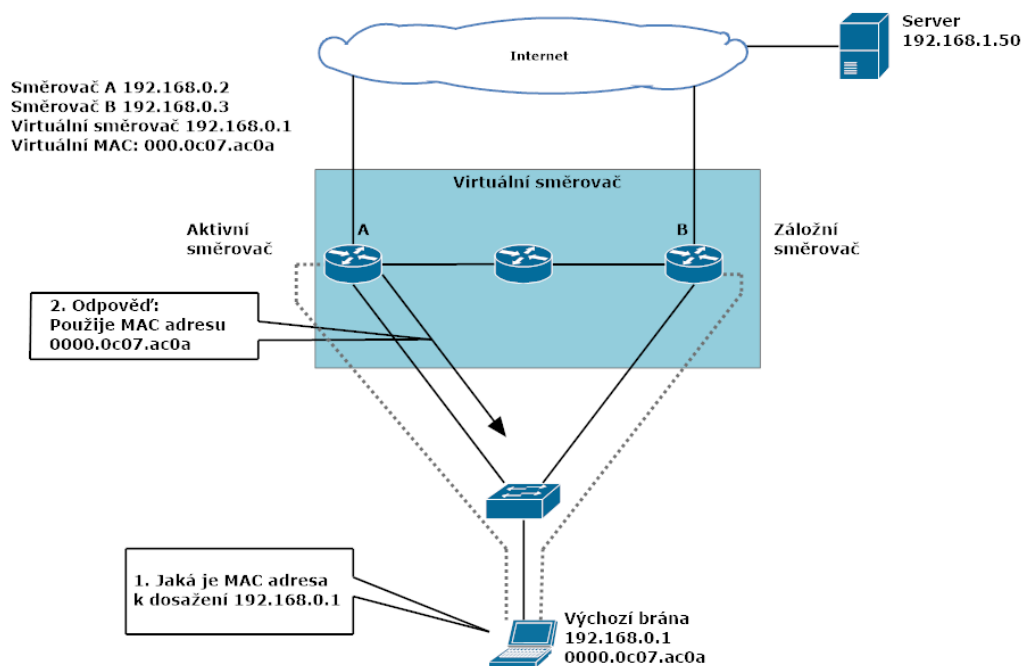 Server
192.168.1.50
Internet
Směrovač A 192.168.0.2
Směrovač B 192.168.0.3
Virtuální směrovač 192.168.0.1
Virtuální MAC: 000.0c07.ac0a
Virtuální směrovač
Aktivní
směrovač
A
B
Záložní
směrovač
2. Odpověď:
Použije MAC adresu
0000.0c07.ac0a
1. Jaká je MAC adresa
k dosažení 192.168.0.1
Výchozí brána
192.168.0.1
0000.0c07.ac0a